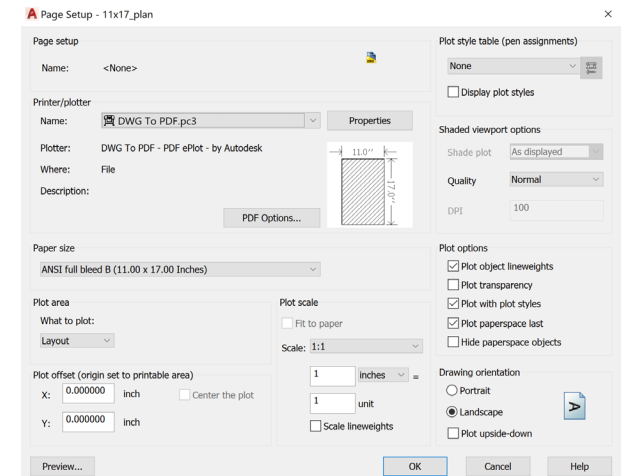 Page Setup - 11x17_plan
Page setup
Name: <None>
Printer/plotter
Name: DWG To PDF.pc3
Properties
Plotter: DWG To PDF - PDF ePlot - by Autodesk
Where: File
Description:
11.0''
17.0''
PDF Options...
Paper size
ANSI full bleed B (11.00 x 17.00 Inches)
Plot area
What to plot:
Layout
Plot offset (origin set to printable area)
X: 0.000000 inch
Center the plot
Y: 0.000000 inch
Plot scale
Fit to paper
Scale: 1:1
1 inches =
1 unit
Scale lineweights
Plot style table (pen assignments)
None
Display plot styles
Shaded viewport options
Shade plot As displayed
Quality Normal
DPI 100
Plot options
Plot object lineweights
Plot transparency
Plot with plot styles
Plot paperspace last
Hide paperspace objects
Drawing orientation
Portrait
Landscape
Plot upside-down
Preview...
OK
Cancel
Help